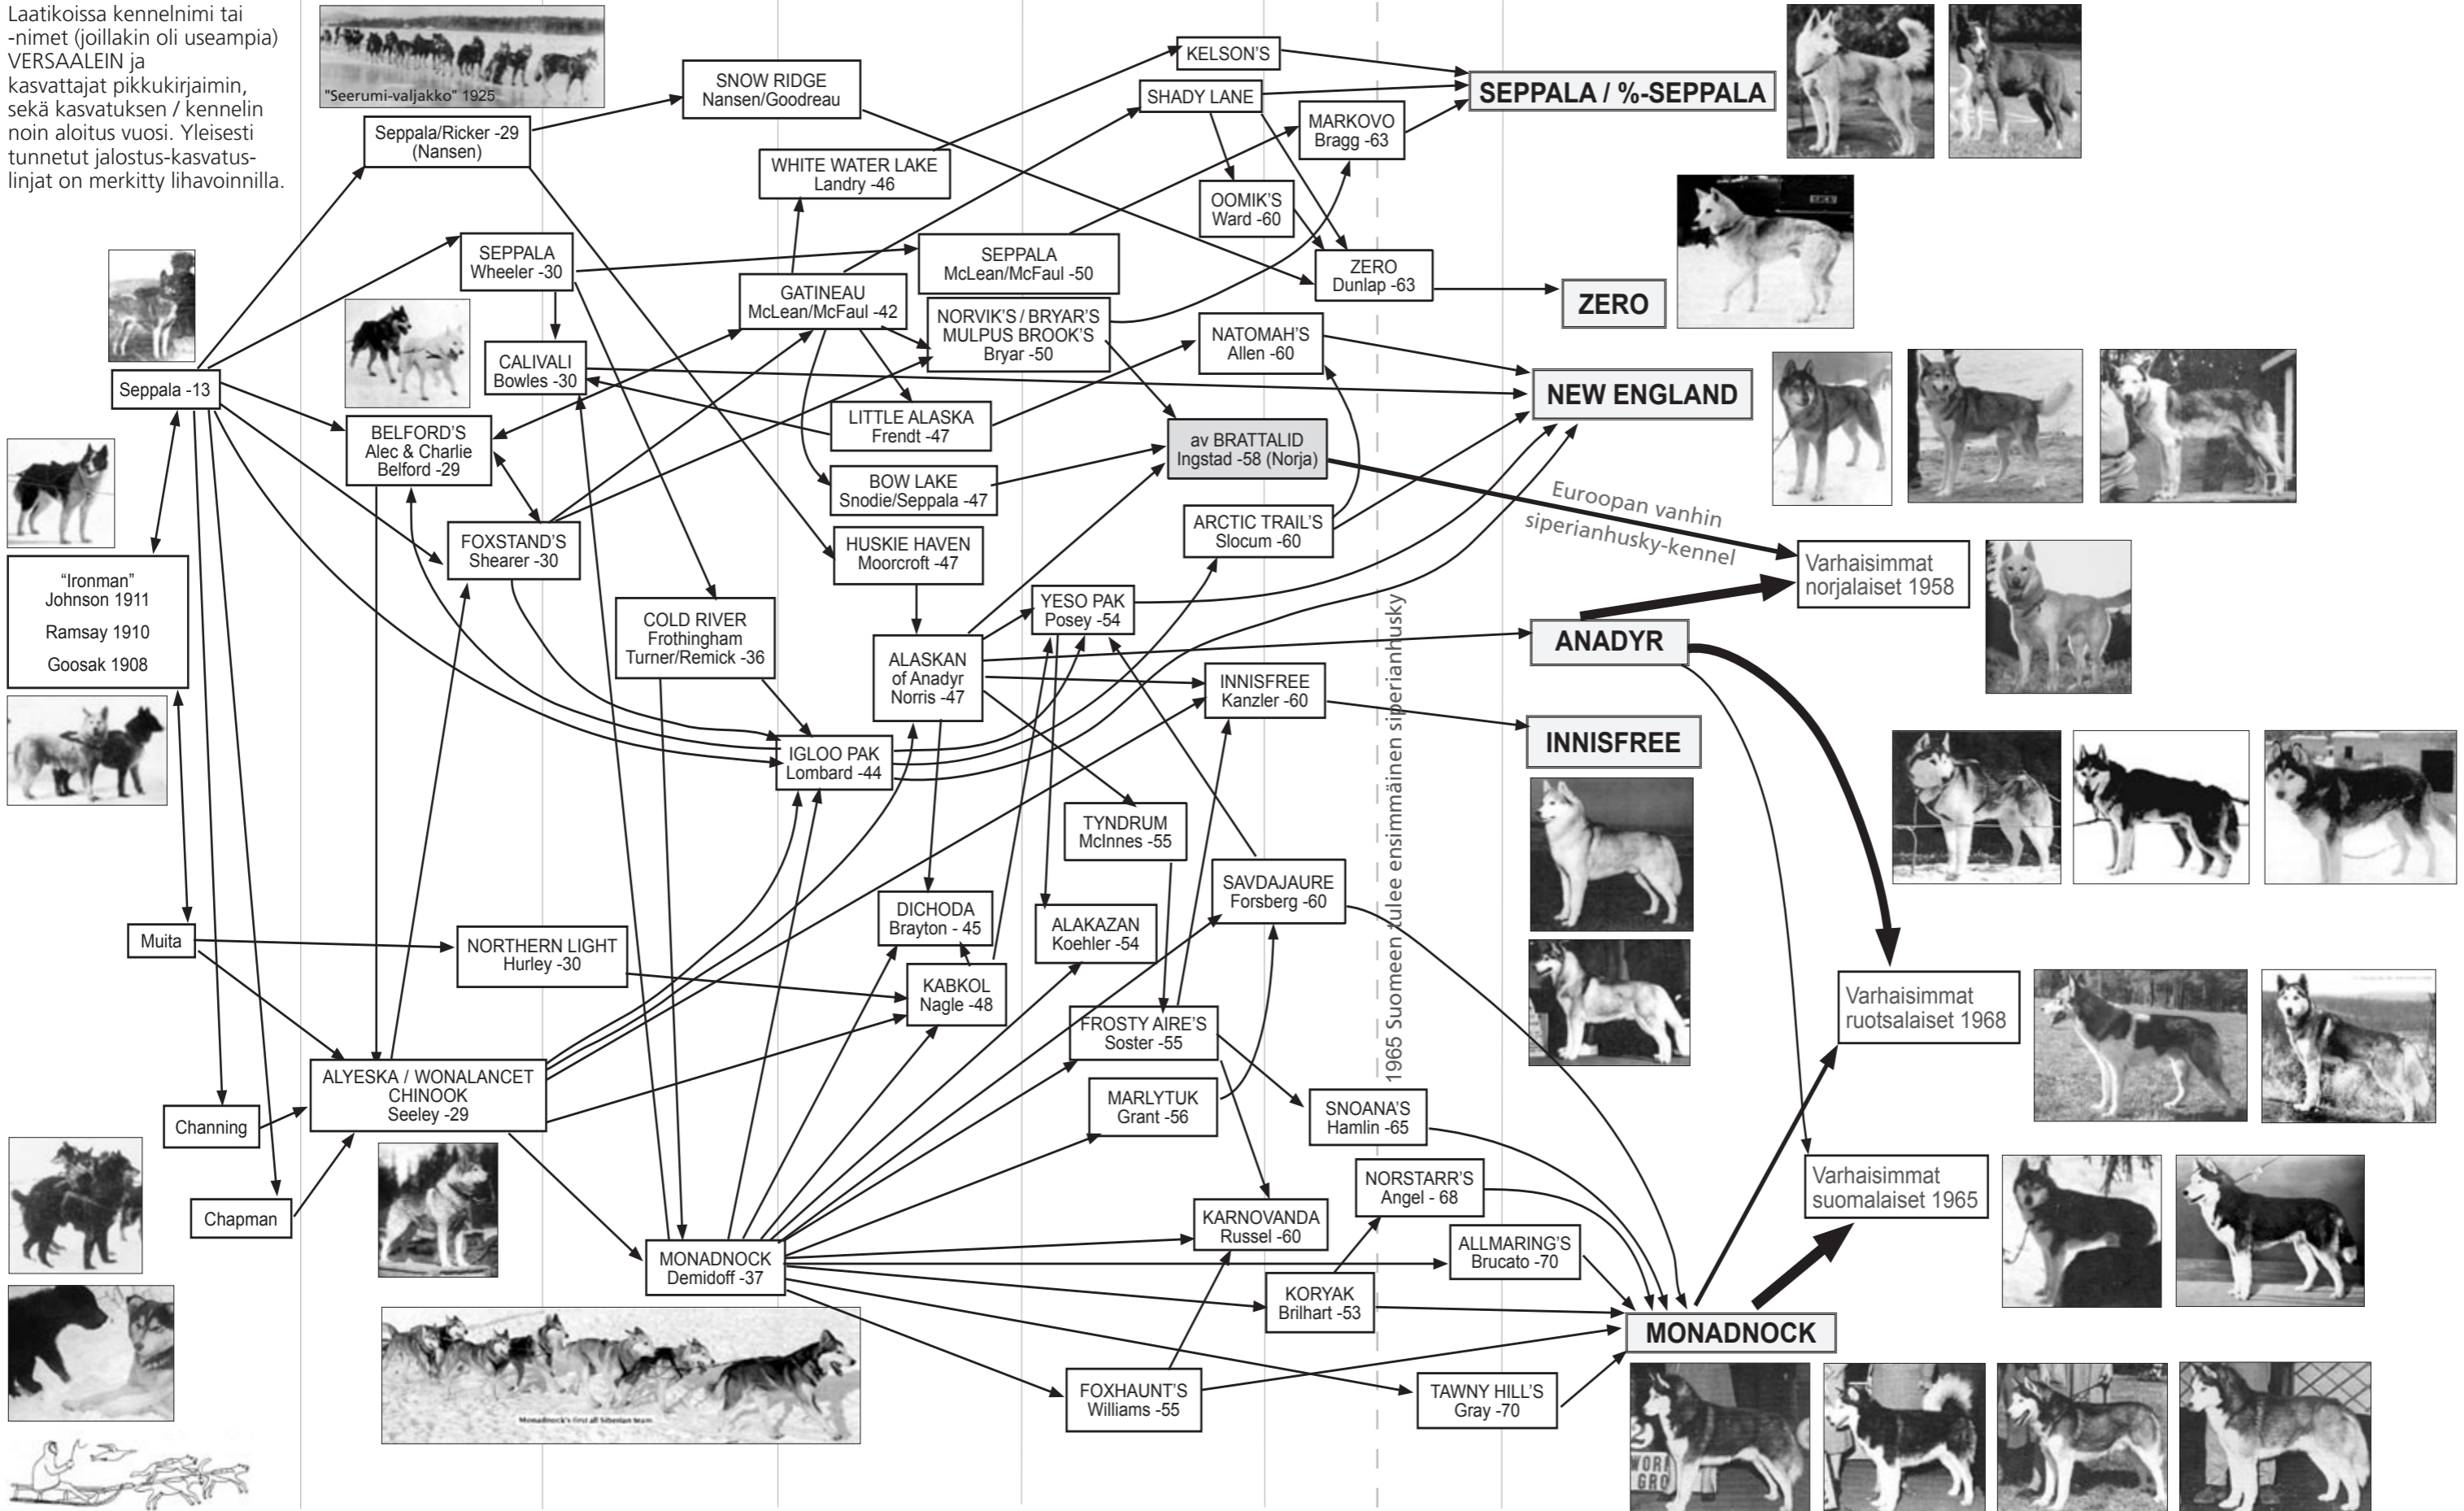 Laatikoissa kennelnimi tai
-nimet (joillakin oli useampia)
VERSAALEIN ja
kasvattajat pikkukirjaimin,
sekä kasvatuksen / kennelin
noin aloitus vuosi. Yleisesti
tunnetut jalostus-kasvatus-
linjat on merkitty lihavoinnilla.
"Seerumi-valjakko" 1925
Seppala/Ricker -29
(Nansen)
SNOW RIDGE
Nansen/Goodreau
KELSON'S
SHADY LANE
SEPPALA / %-SEPPALA
MARKOVO
Bragg -63
WHITE WATER LAKE
Landry -46
OOMIK'S
Ward -60
SEPPALA
Wheeler -30
SEPPALA
McLean/McFaul -50
ZERO
Dunlap -63
ZERO
GATINEAU
McLean/McFaul -42
NORVIK'S / BRYAR'S
MULPUS BROOK'S
Bryar -50
NATOMAH'S
Allen -60
CALIVALI
Bowles -30
Seppala -13
NEW ENGLAND
LITTLE ALASKA
Frendt -47
BELFORD'S
Alec & Charlie
Belford -29
av BRATTALID
Ingstad -58 (Norja)
BOW LAKE
Snodie/Seppala -47
Euroopan vanhin
siperianhusky-kennel
ARCTIC TRAIL'S
Slocum -60
FOXSTAND'S
Shearer -30
HUSKIE HAVEN
Moorcroft -47
Varhaisimmat
norjalaiset 1958
"Ironman"
Johnson 1911
Ramsay 1910
Goosak 1908
COLD RIVER
Frothingham
Turner/Remick -36
YESO PAK
Posey -54
ALASKAN
of Anadyr
Norris -47
ANADYR
INNISFREE
Kanzler -60
INNISFREE
IGLOO PAK
Lombard -44
1965 Suomeen tulee ensimmäinen siperianhusky
TYNDRUM
McInnes -55
SAVDAJAURE
Forsberg -60
DICHODA
Brayton - 45
ALAKAZAN
Koehler -54
Muita
NORTHERN LIGHT
Hurley -30
KABKOL
Nagle -48
Varhaisimmat
ruotsalaiset 1968
FROSTY AIRE'S
Soster -55
ALYESKA / WONALANCET
CHINOOK
Seeley -29
MARLYTUK
Grant -56
SNOANA'S
Hamlin -65
Channing
NORSTARR'S
Angel - 68
Varhaisimmat
suomalaiset 1965
Chapman
KARNOVANDA
Russel -60
ALLMARING'S
Brucato -70
MONADNOCK
Demidoff -37
KORYAK
Brilhart -53
MONADNOCK
FOXHAUNT'S
Williams -55
TAWNY HILL'S
Gray -70
Monadnock's first all Siberian team